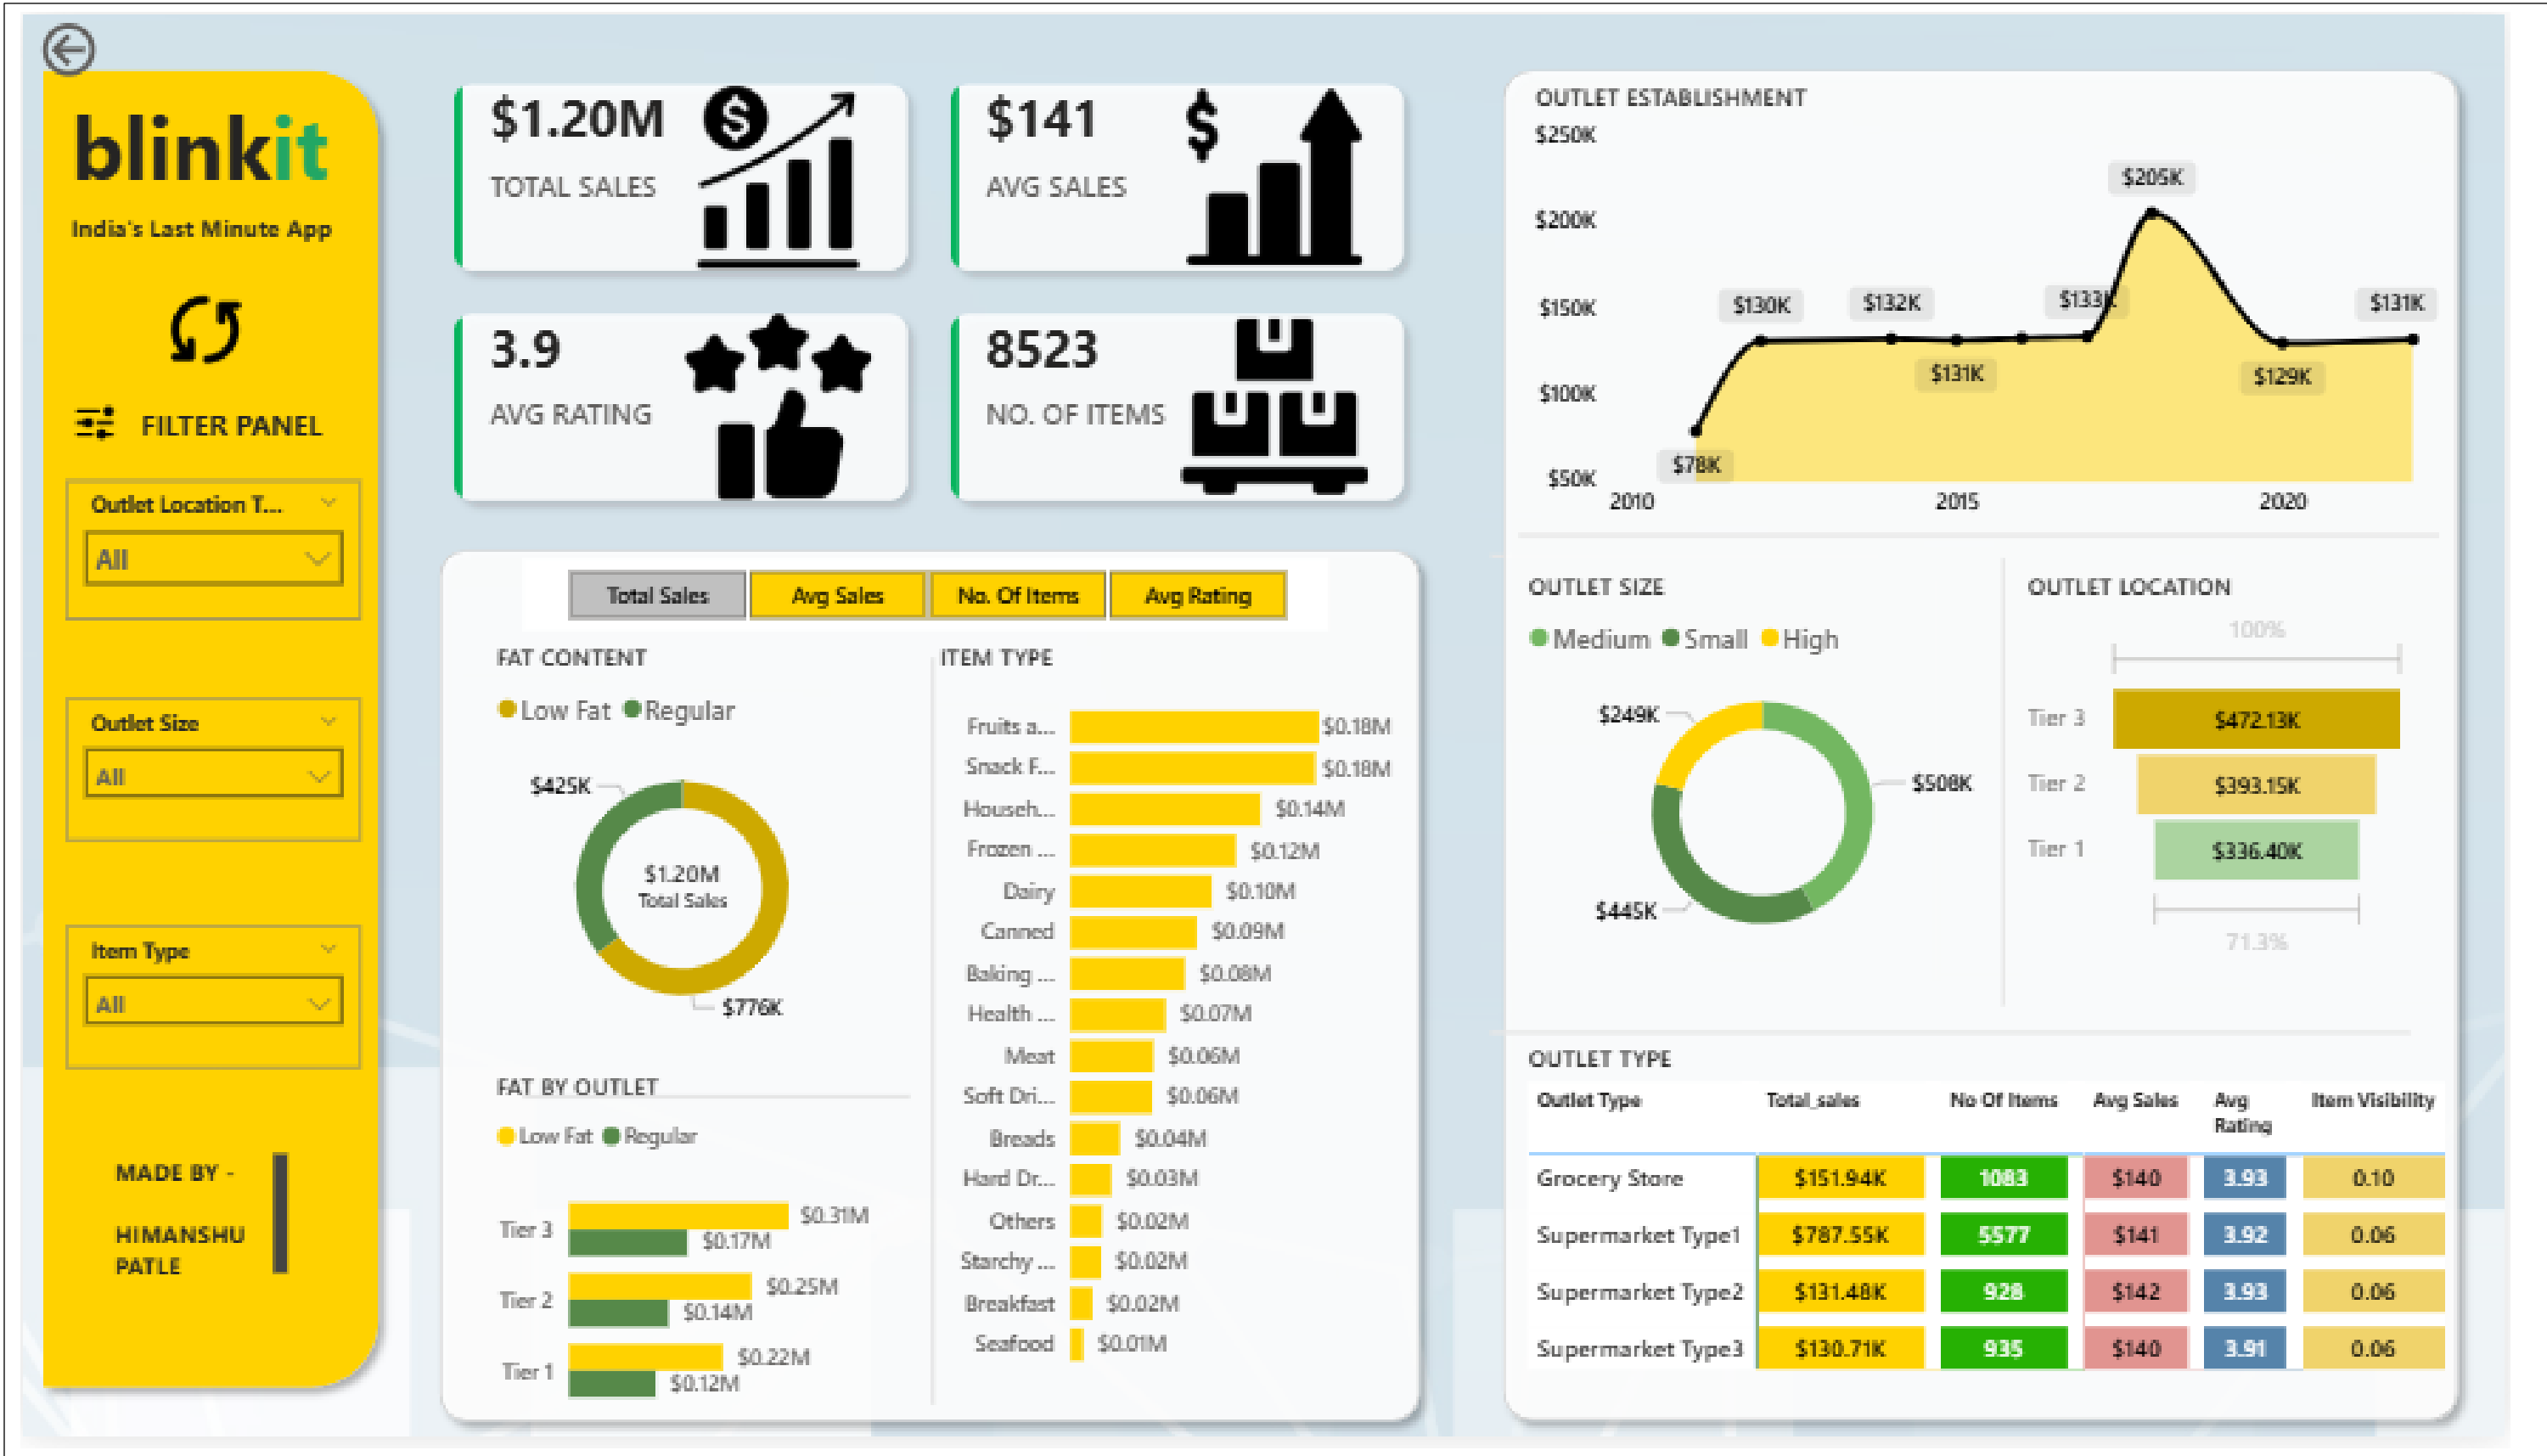 blinkit
India's Last Minute App
FILTER PANEL
Outlet Location T...
All
Outlet Size
All
Item Type
All
MADE BY -
HIMANSHU
PATLE
$1.20M
TOTAL SALES
$141
AVG SALES
3.9
AVG RATING
8523
NO. OF ITEMS
Total Sales
Avg Sales
No. Of Items
Avg Rating
FAT CONTENT
Low Fat Regular
$425K
$1.20M
Total Sales
$776K
FAT BY OUTLET
Low Fat Regular
Tier 3 $0.31M
$0.17M
Tier 2 $0.25M
$0.14M
Tier 1 $0.22M
$0.12M
ITEM TYPE
Fruits a... $0.18M
Snack F... $0.18M
Househ... $0.14M
Frozen ... $0.12M
Dairy $0.10M
Canned $0.09M
Baking ... $0.08M
Health ... $0.07M
Meat $0.06M
Soft Dri... $0.06M
Breads $0.04M
Hard Dr... $0.03M
Others $0.02M
Starchy ... $0.02M
Breakfast $0.02M
Seafood $0.01M
OUTLET ESTABLISHMENT
$250K
$200K
$150K
$100K
$50K
$78K
$130K
$132K
$131K
$133K
$205K
$129K
$131K
2010 2015 2020
OUTLET SIZE
Medium Small High
$249K
$508K
$445K
OUTLET LOCATION
100%
Tier 3 $472.13K
Tier 2 $393.15K
Tier 1 $336.40K
71.3%
OUTLET TYPE
Outlet Type Total_sales No Of Items Avg Sales Avg Rating Item Visibility
Grocery Store $151.94K 1083 $140 3.93 0.10
Supermarket Type1 $787.55K 5577 $141 3.92 0.06
Supermarket Type2 $131.48K 928 $142 3.93 0.06
Supermarket Type3 $130.71K 935 $140 3.91 0.06